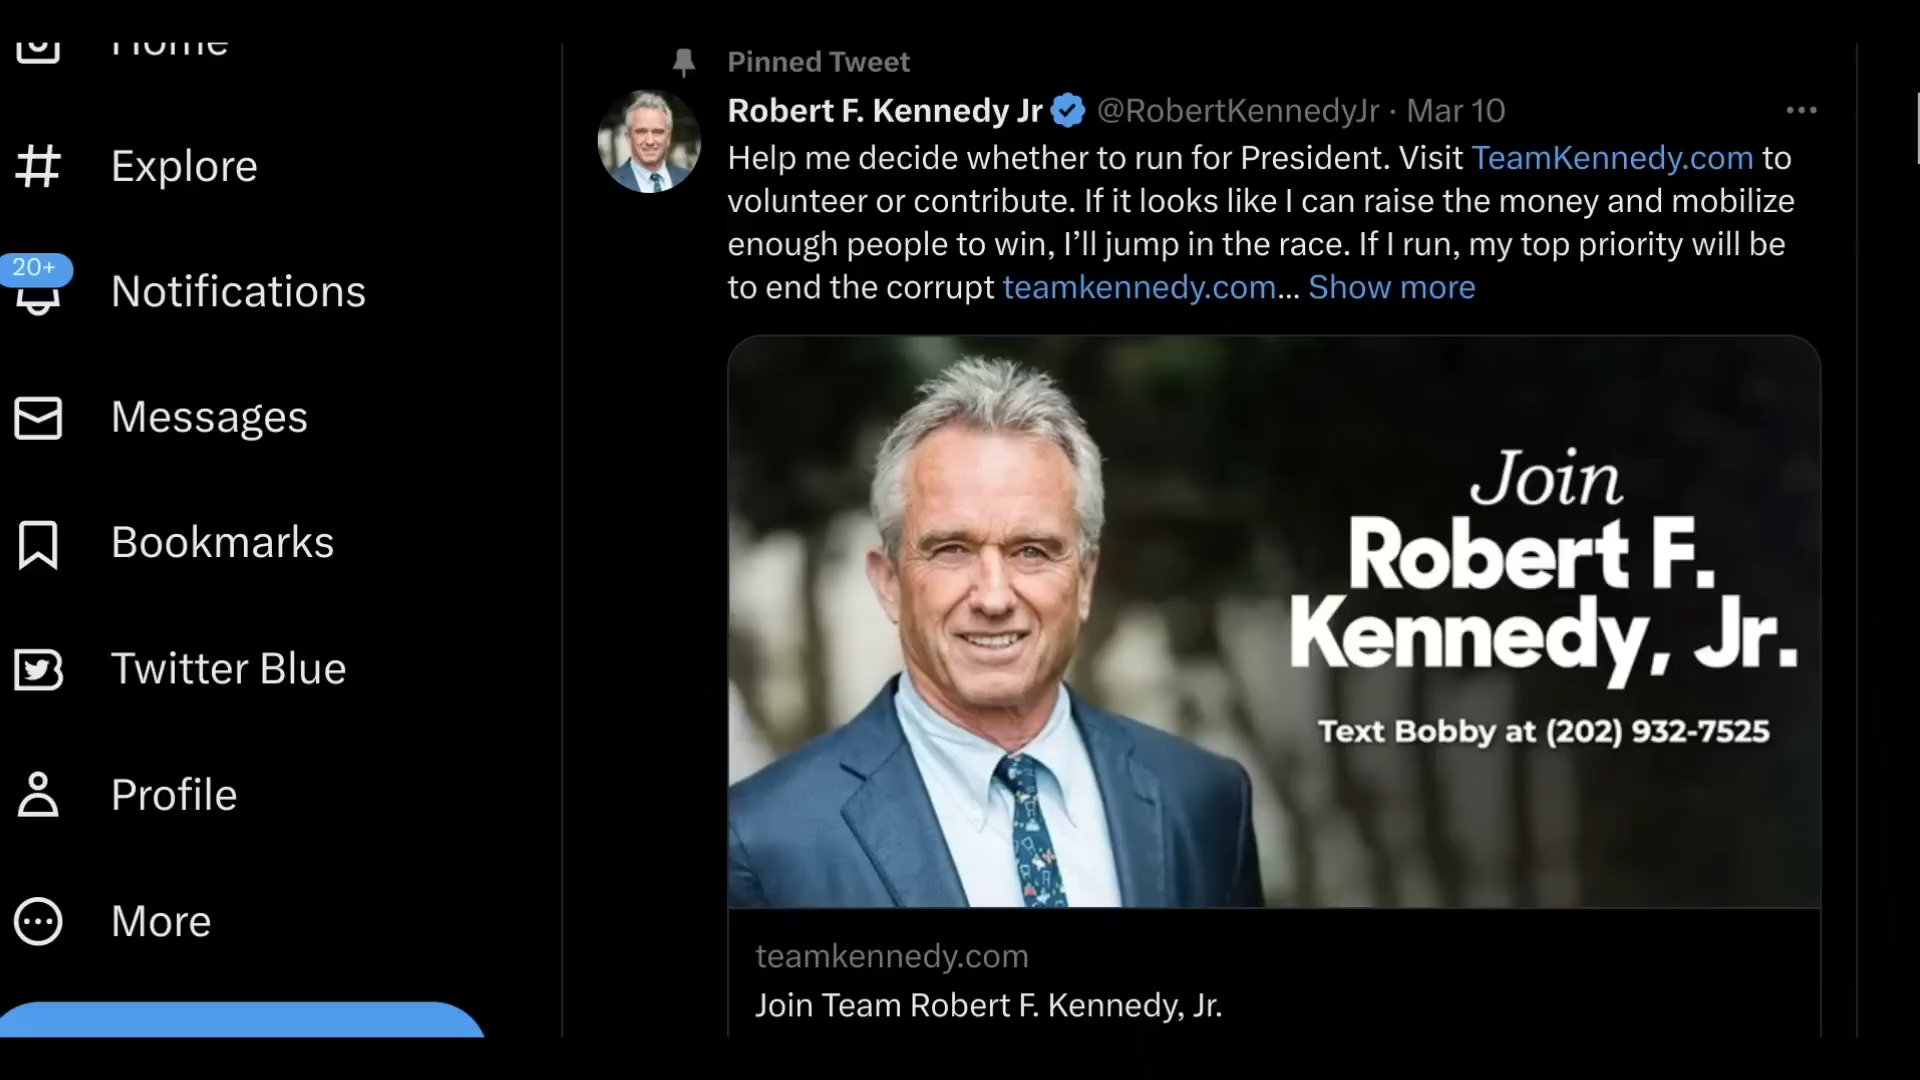 Home
Explore
20+
Notifications
Messages
Bookmarks
Twitter Blue
Profile
More
Pinned Tweet
Robert F. Kennedy Jr @RobertKennedyJr · Mar 10
Help me decide whether to run for President. Visit TeamKennedy.com to
volunteer or contribute. If it looks like I can raise the money and mobilize
enough people to win, I’ll jump in the race. If I run, my top priority will be
to end the corrupt teamkennedy.com... Show more
Join
Robert F.
Kennedy, Jr.
Text Bobby at (202) 932-7525
teamkennedy.com
Join Team Robert F. Kennedy, Jr.